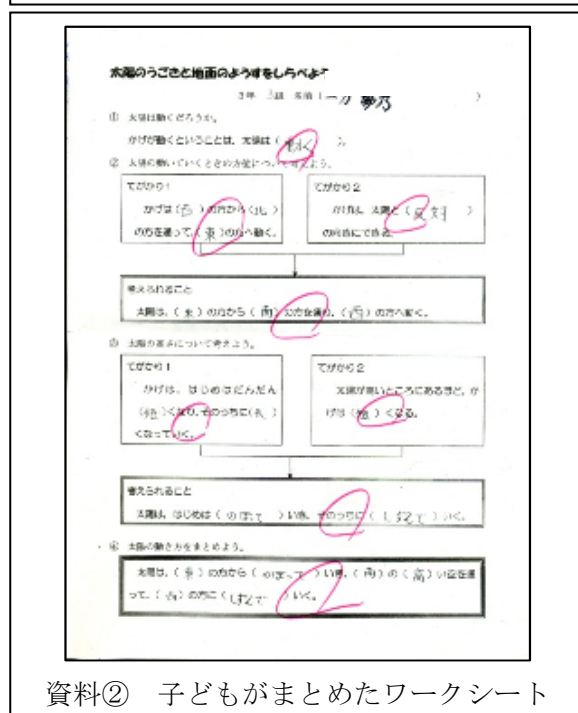 太陽のうごきと地面のようすをしらべよう
3年 3組 名前( 夢乃 )
① 太陽は動くだろうか。
かげが動くということは、太陽は( 動く )。
② 太陽の動いていくときの方位について考えよう。
てがかり1
かげは(西)の方から(北)
の方を通って、(東)の方へ動く。
てがかり2
かげは、太陽と(反対)
の方向にできる。
考えられること
太陽は、(東)の方から(南)の方を通り、(西)の方へ動く。
③ 太陽の高さについて考えよう。
てがかり1
かげは、はじめはだんだん
(短)くなり、そのうちに(長)
くなっていく。
てがかり2
太陽が高いところにあるほど、か
げは(短)くなる。
考えられること
太陽は、はじめは(のぼって)いき、そのうちに(しずんで)いく。
④ 太陽の動き方をまとめよう。
太陽は、(東)の方から(のぼって)いき、(南)の(高)い空を通
って、(西)の方に(しずんで)いく。
資料② 子どもがまとめたワークシート